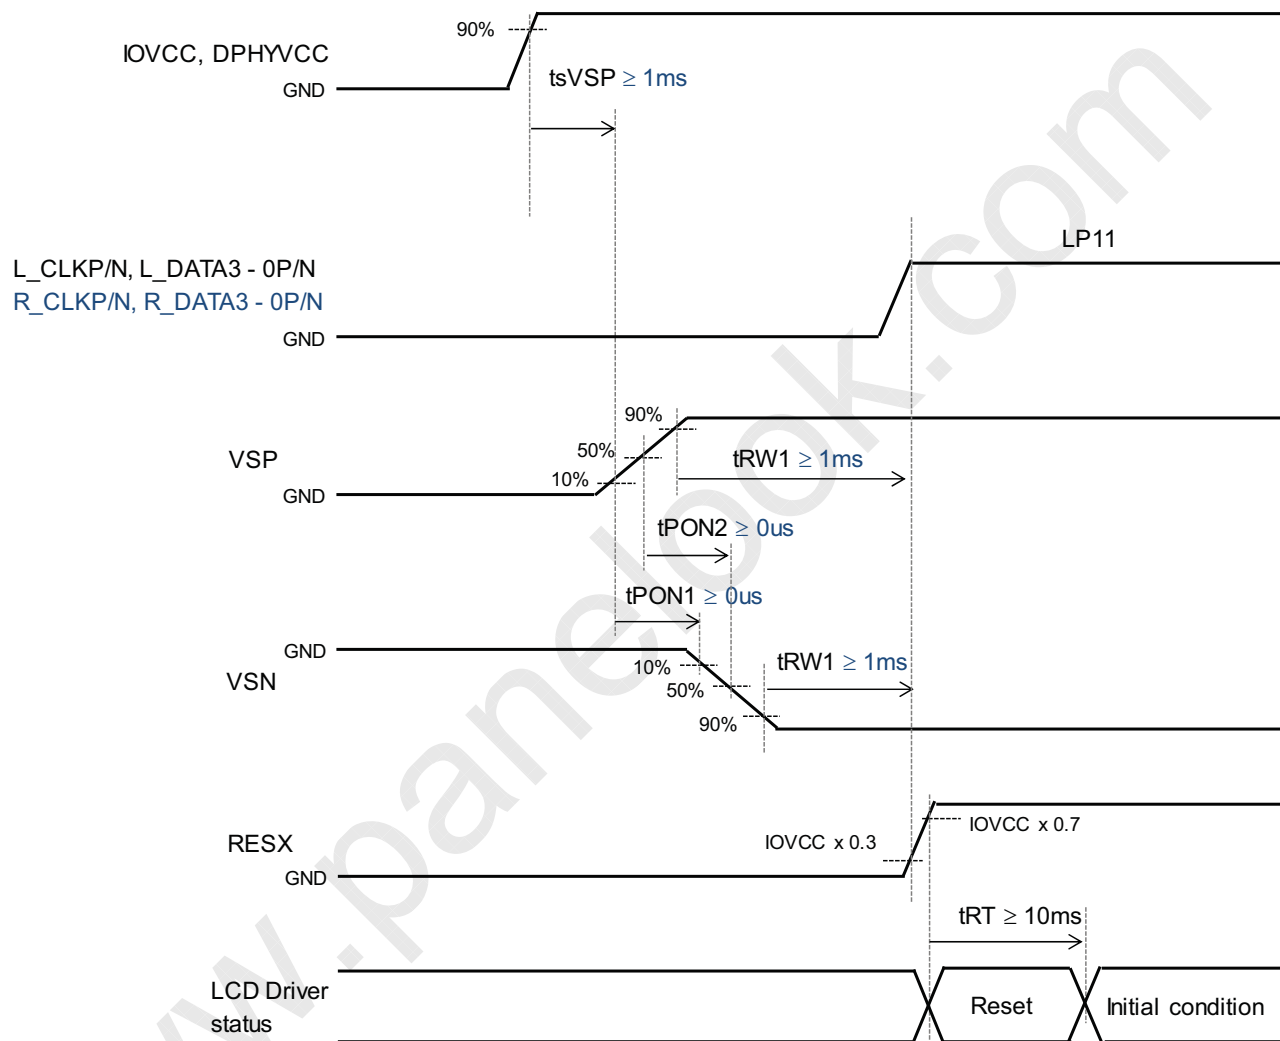 90%
IOVCC, DPHYVCC
GND
tsVSP ≥ 1ms
LP11
L_CLKP/N, L_DATA3 - 0P/N
R_CLKP/N, R_DATA3 - 0P/N
GND
90%
50%
VSP
tRW1 ≥ 1ms
10%
GND
tPON2 ≥ 0us
tPON1 ≥ 0us
GND
10%
tRW1 ≥ 1ms
VSN
50%
90%
IOVCC x 0.7
RESX
IOVCC x 0.3
GND
tRT ≥ 10ms
LCD Driver
status
Reset
Initial condition
w.panelook.com